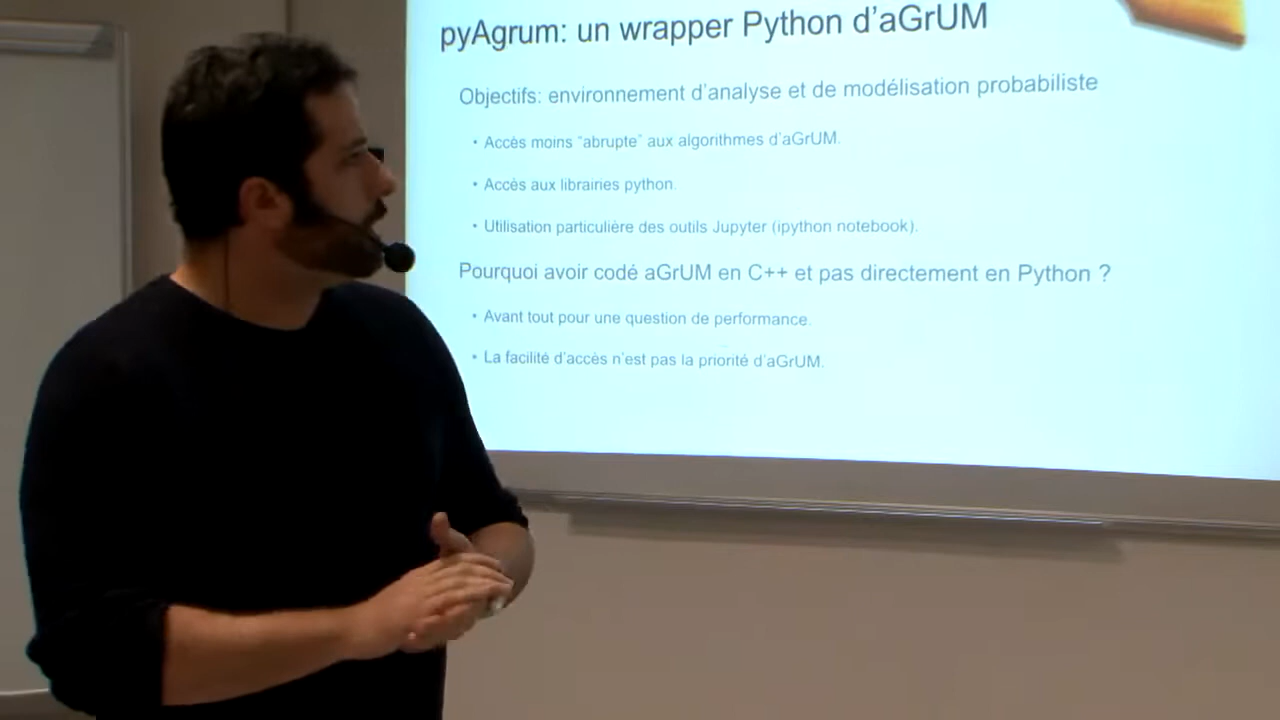 pyAgrum: un wrapper Python d'aGrUM
Objectifs: environnement d'analyse et de modélisation probabiliste
• Accès moins "abrupte" aux algorithmes d'aGrUM.
• Accès aux librairies python.
• Utilisation particulière des outils Jupyter (ipython notebook).
Pourquoi avoir codé aGrUM en C++ et pas directement en Python ?
• Avant tout pour une question de performance.
• La facilité d'accès n'est pas la priorité d'aGrUM.